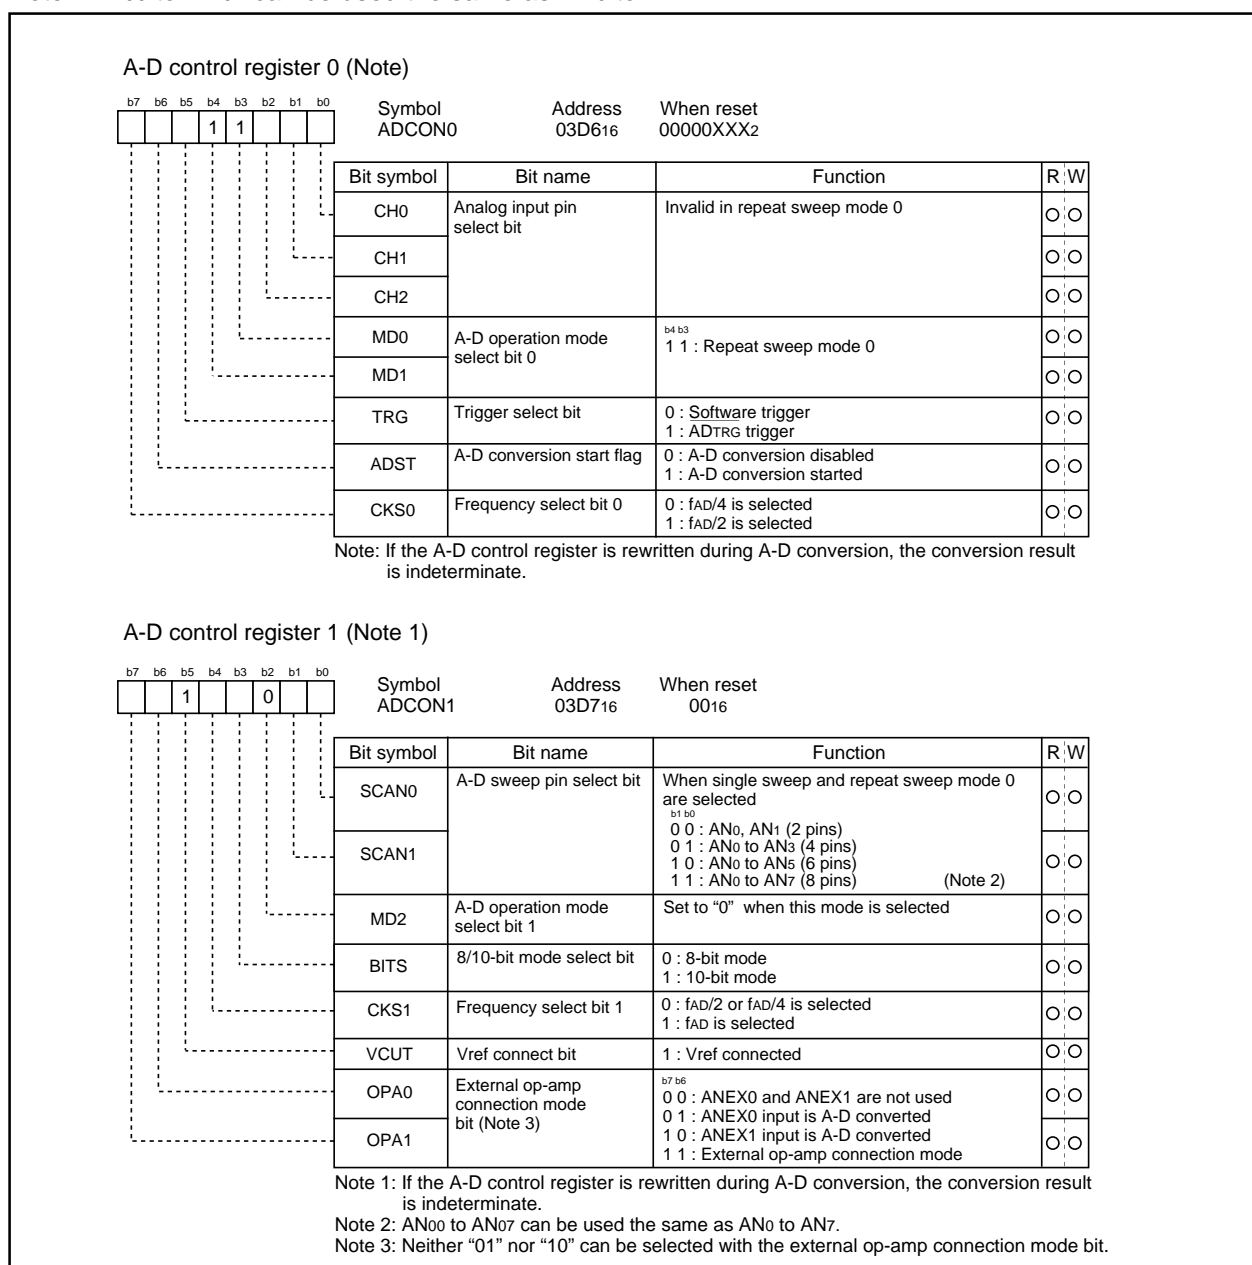 A-D control register 0 (Note)
b7 b6 b5 b4 b3 b2 b1 b0
1 1
Symbol Address When reset
ADCON0 03D616 00000XXX2
Bit symbol Bit name Function R W
CH0 Analog input pin select bit Invalid in repeat sweep mode 0
CH1
CH2
MD0 A-D operation mode select bit 0 b4 b3
1 1 : Repeat sweep mode 0
MD1
TRG Trigger select bit 0 : Software trigger
1 : ADTRG trigger
ADST A-D conversion start flag 0 : A-D conversion disabled
1 : A-D conversion started
CKS0 Frequency select bit 0 0 : fAD/4 is selected
1 : fAD/2 is selected
Note: If the A-D control register is rewritten during A-D conversion, the conversion result
is indeterminate.
A-D control register 1 (Note 1)
b7 b6 b5 b4 b3 b2 b1 b0
1 0
Symbol Address When reset
ADCON1 03D716 0016
Bit symbol Bit name Function R W
SCAN0 A-D sweep pin select bit When single sweep and repeat sweep mode 0
are selected
b1 b0
0 0 : AN0, AN1 (2 pins)
0 1 : AN0 to AN3 (4 pins)
SCAN1
1 0 : AN0 to AN5 (6 pins)
1 1 : AN0 to AN7 (8 pins) (Note 2)
MD2 A-D operation mode select bit 1 Set to “0” when this mode is selected
BITS 8/10-bit mode select bit 0 : 8-bit mode
1 : 10-bit mode
CKS1 Frequency select bit 1 0 : fAD/2 or fAD/4 is selected
1 : fAD is selected
VCUT Vref connect bit 1 : Vref connected
OPA0 External op-amp connection mode bit (Note 3) b7 b6
0 0 : ANEX0 and ANEX1 are not used
0 1 : ANEX0 input is A-D converted
OPA1 1 0 : ANEX1 input is A-D converted
1 1 : External op-amp connection mode
Note 1: If the A-D control register is rewritten during A-D conversion, the conversion result
is indeterminate.
Note 2: AN00 to AN07 can be used the same as AN0 to AN7.
Note 3: Neither “01” nor “10” can be selected with the external op-amp connection mode bit.